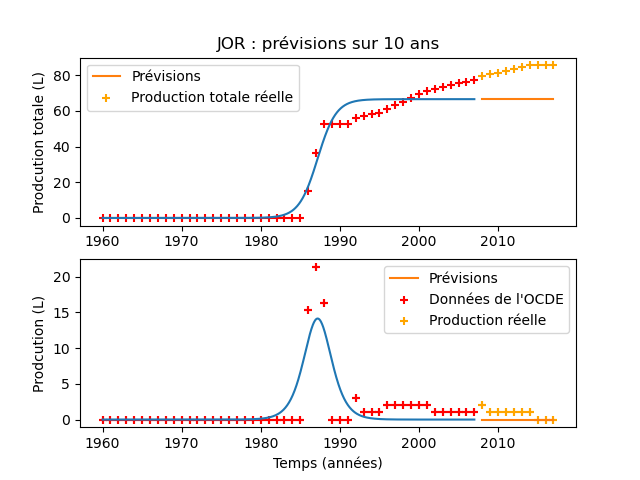 JOR : prévisions sur 10 ans
Prodcution totale (L)
80
60
40
20
0
Prévisions
Production totale réelle
1960 1970 1980 1990 2000 2010
Prodcution (L)
20
15
10
5
0
Prévisions
Données de l'OCDE
Production réelle
1960 1970 1980 1990 2000 2010
Temps (années)